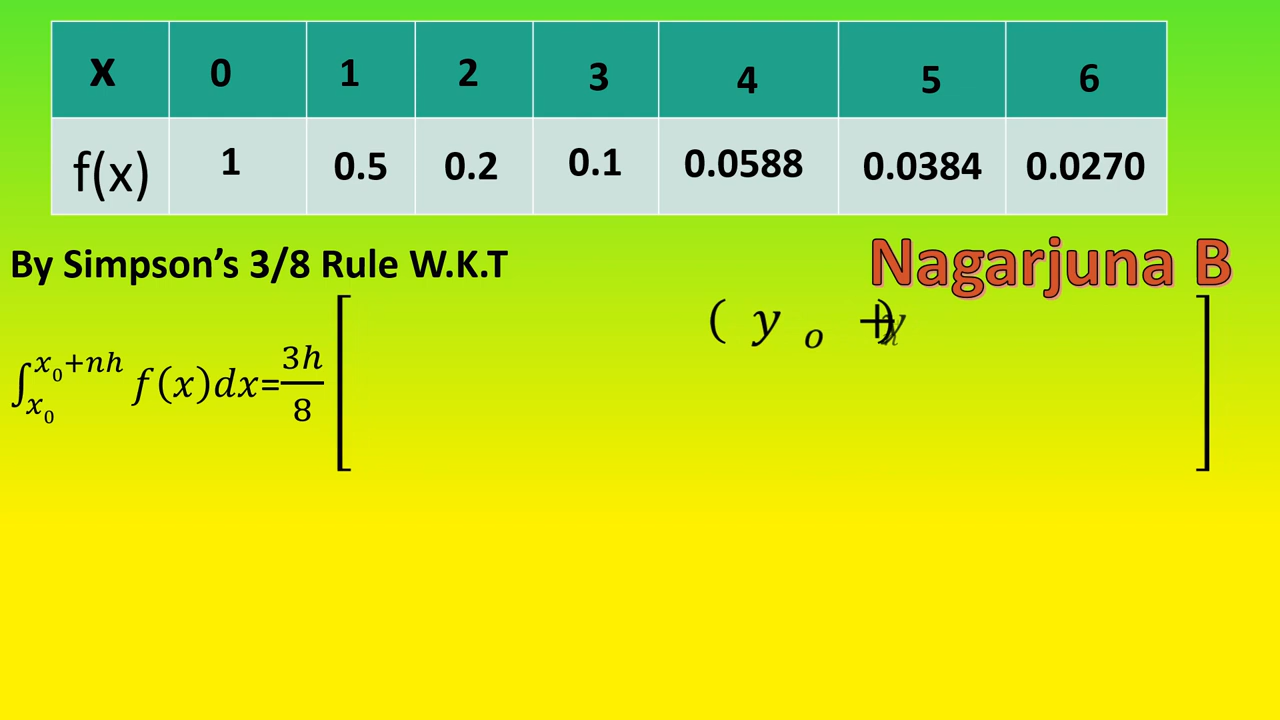 x 0 1 2 3 4 5 6
f(x) 1 0.5 0.2 0.1 0.0588 0.0384 0.0270
By Simpson’s 3/8 Rule W.K.T
Nagarjuna B
∫_{x₀}^{x₀+nh} f(x)dx=3h/8 [ ( y ₒ + ) ]